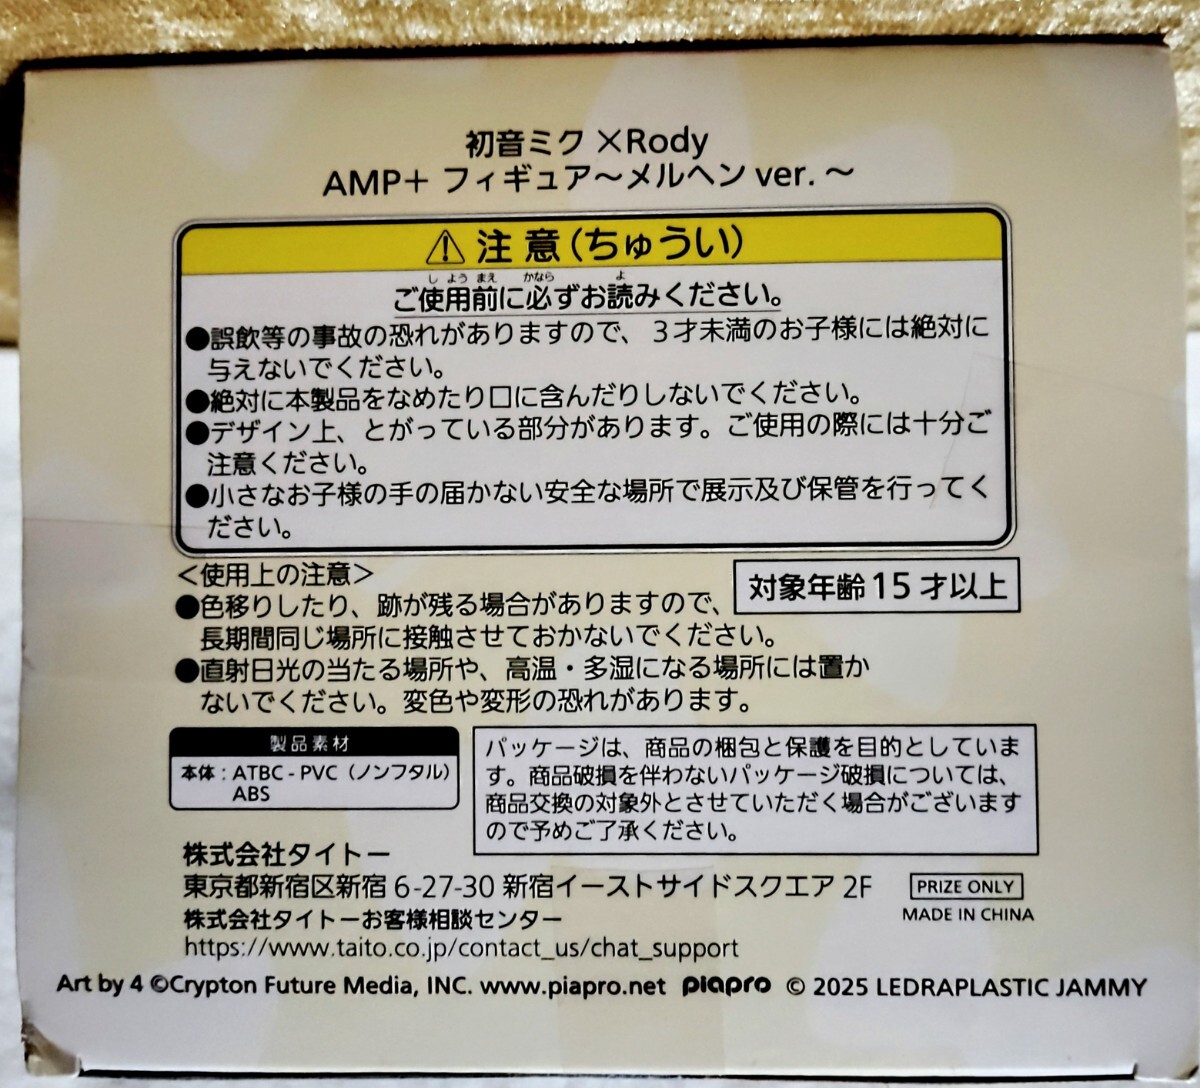 初音ミク×Rody
AMP+ フィギュア〜メルヘン ver. 〜
⚠注意(ちゅうい)
しようまえ かなら よ
ご使用前に必ずお読みください。
●誤飲等の事故の恐れがありますので、3才未満のお子様には絶対に
与えないでください。
●絶対に本製品をなめたり口に含んだりしないでください。
●デザイン上、とがっている部分があります。ご使用の際には十分ご
注意ください。
●小さなお子様の手の届かない安全な場所で展示及び保管を行ってく
ださい。
<使用上の注意>
●色移りしたり、跡が残る場合がありますので、
長期間同じ場所に接触させておかないでください。
対象年齢15才以上
●直射日光の当たる場所や、高温・多湿になる場所には置か
ないでください。変色や変形の恐れがあります。
製品素材
本体:ATBC-PVC(ノンフタル)
ABS
パッケージは、商品の梱包と保護を目的としていま
す。商品破損を伴わないパッケージ破損については、
商品交換の対象外とさせていただく場合がございます
ので予めご了承ください。
株式会社タイトー
東京都新宿区新宿 6-27-30 新宿イーストサイドスクエア 2F
PRIZE ONLY
株式会社タイトーお客様相談センター
MADE IN CHINA
https://www.taito.co.jp/contact_us/chat_support
Art by 4 ©Crypton Future Media, INC. www.piapro.net piapro © 2025 LEDRAPLASTIC JAMMY